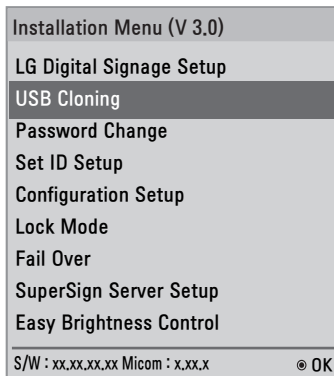 Installation Menu (V 3.0)
LG Digital Signage Setup
USB Cloning
Password Change
Set ID Setup
Configuration Setup
Lock Mode
Fail Over
SuperSign Server Setup
Easy Brightness Control
S/W : xx.xx.xx.xx Micom : x.xx.x ◉ OK